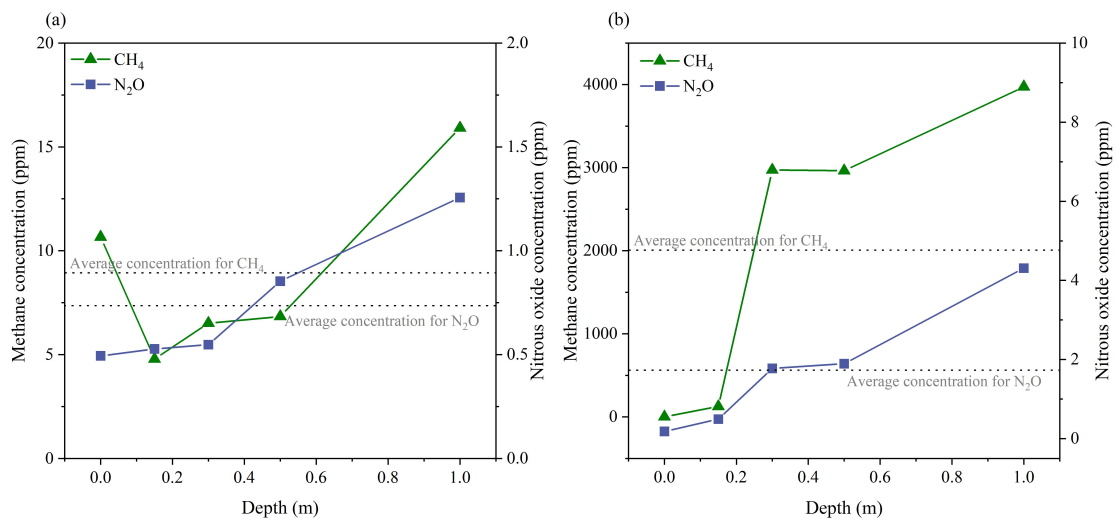 (a)
20
15
10
5
0
Methane concentration (ppm)
CH₄
N₂O
Average concentration for CH₄
Average concentration for N₂O
2.0
1.5
1.0
0.5
0.0
Nitrous oxide concentration (ppm)
0.0 0.2 0.4 0.6 0.8 1.0
Depth (m)
(b)
4000
3000
2000
1000
0
Methane concentration (ppm)
CH₄
N₂O
Average concentration for CH₄
Average concentration for N₂O
10
8
6
4
2
0
Nitrous oxide concentration (ppm)
0.0 0.2 0.4 0.6 0.8 1.0
Depth (m)